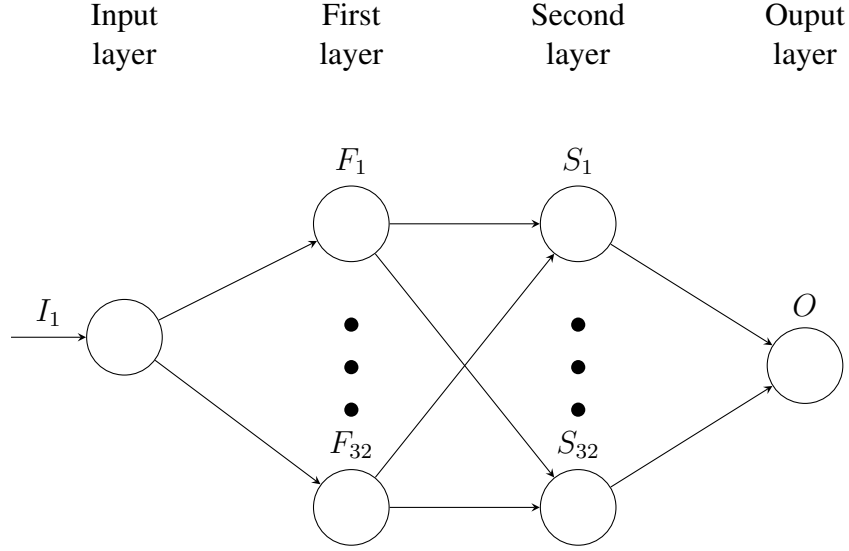 Input layer
First layer
Second layer
Ouput layer
F₁
S₁
I₁
O
F₃₂
S₃₂